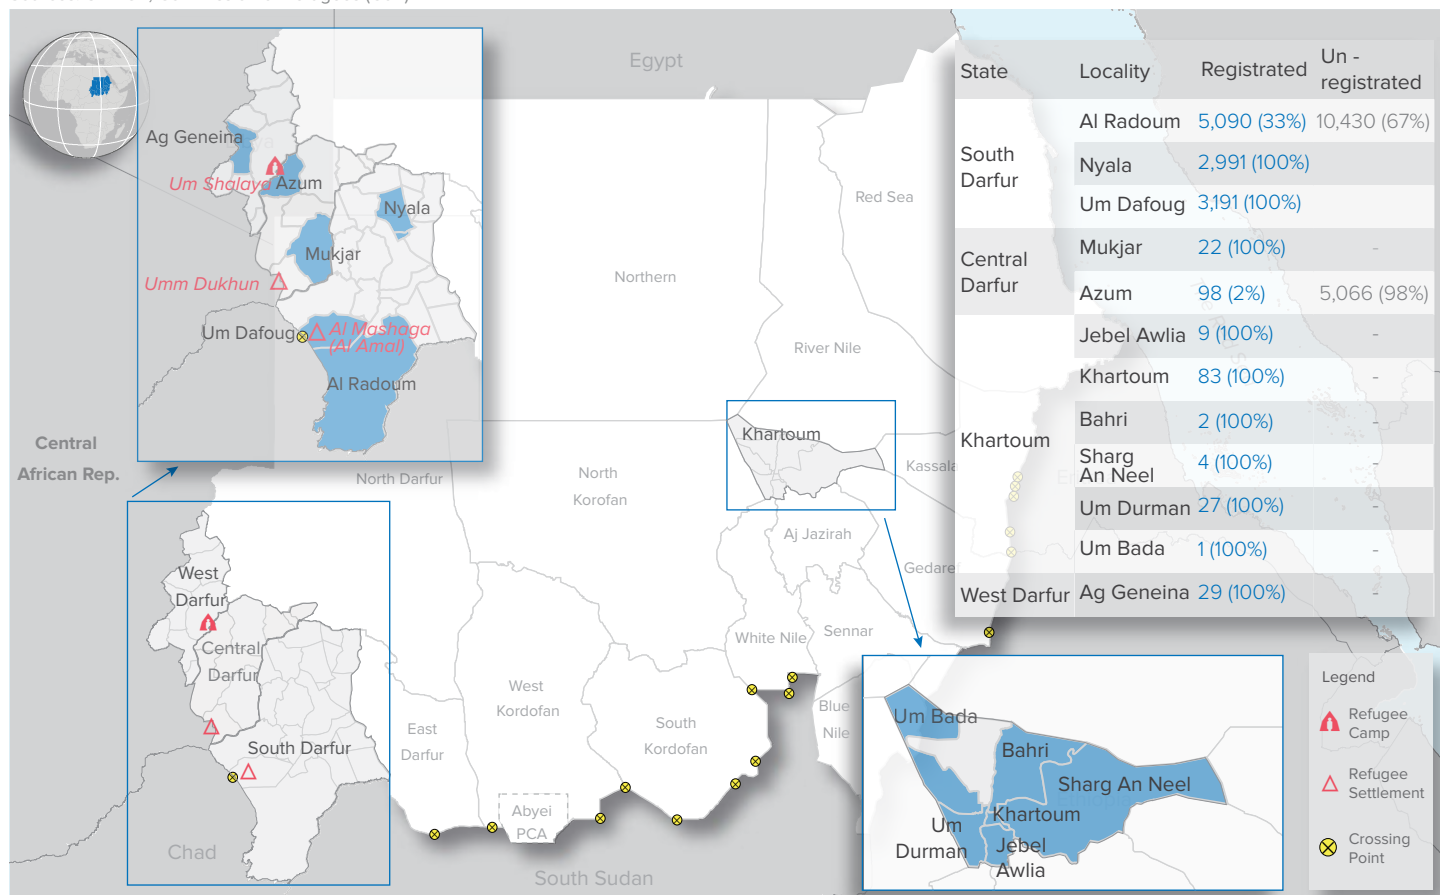 Egypt
Red Sea
Northern
River Nile
Central
African Rep.
North Darfur
North
Korofan
Khartoum
Kassala
Aj Jazirah
Gedaref
White Nile
Sennar
Blue
Nile
West
Kordofan
South
Kordofan
East
Darfur
Abyei
PCA
South Sudan
Chad
Ag Geneina
Um Shalaya
Azum
Nyala
Mukjar
Umm Dukhun
Um Dafoug
Al Mashaga
(Al Amal)
Al Radoum
West
Darfur
Central
Darfur
South Darfur
State Locality Registrated Un -
registrated
South
Darfur
Al Radoum 5,090 (33%) 10,430 (67%)
Nyala 2,991 (100%)
Um Dafoug 3,191 (100%)
Central
Darfur
Mukjar 22 (100%) -
Azum 98 (2%) 5,066 (98%)
Khartoum
Jebel Awlia 9 (100%) -
Khartoum 83 (100%) -
Bahri 2 (100%) -
Sharg
An Neel 4 (100%) -
Um Durman 27 (100%) -
Um Bada 1 (100%) -
West Darfur Ag Geneina 29 (100%) -
Um Bada
Bahri
Sharg An Neel
Ethiopia
Khartoum
Um
Durman
Jebel
Awlia
Legend
Refugee
Camp
Refugee
Settlement
Crossing
Point